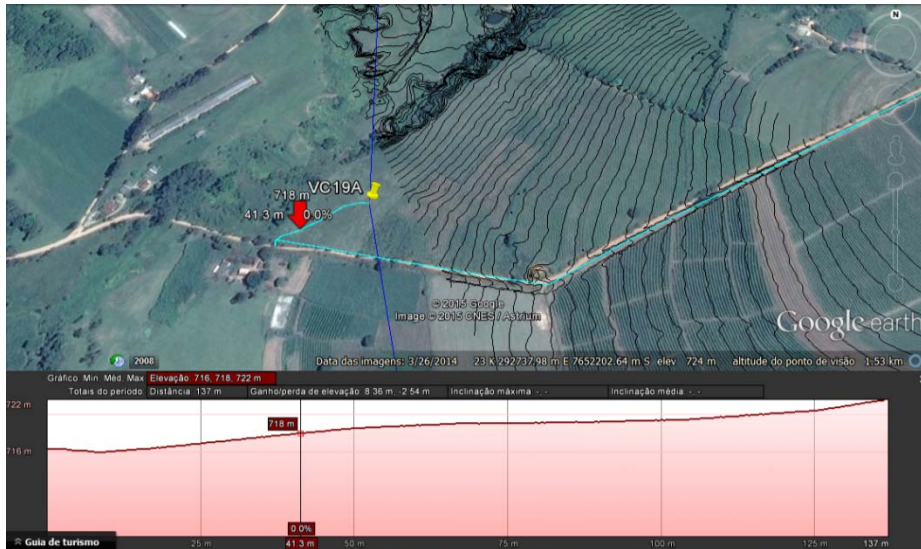 N
VC19A
718 m
41.3 m 0.0%
© 2015 Google
Image © 2015 CNES / Astrium
Google earth
2008
Data das imagens: 3/26/2014 23 K 292737.98 m E 7652202.64 m S elev 724 m altitude do ponto de visão 1.53 km
Gráfico Min. Méd. Max Elevação 716, 718, 722 m
Totais do período Distância: 137 m Ganho/perda de elevação: 8.36 m, -2.54 m Inclinação máxima: -, - Inclinação média: -, -
722 m
718 m
716 m
0.0%
25 m 41.3 m 50 m 75 m 100 m 125 m 137 m
Guia de turismo